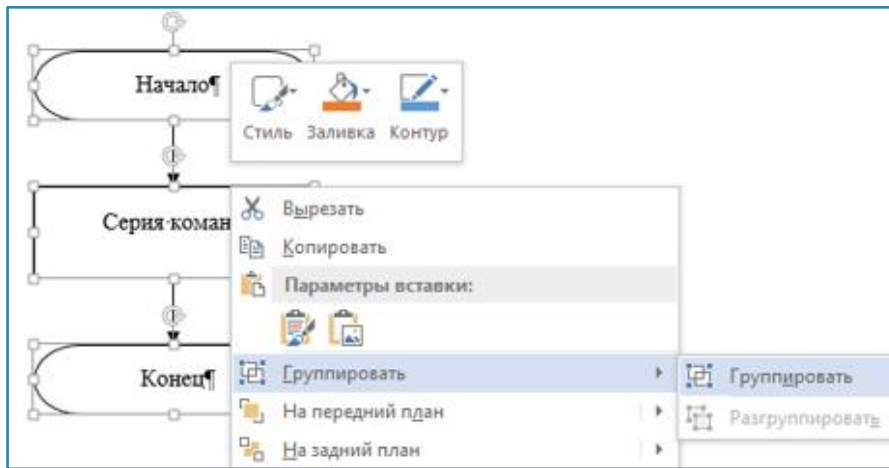 Начало¶
Стиль Заливка Контур
Серия·коман
Вырезать
Копировать
Параметры вставки:
Конец¶
Группировать
Группировать
На передний план
Разгруппировать
На задний план